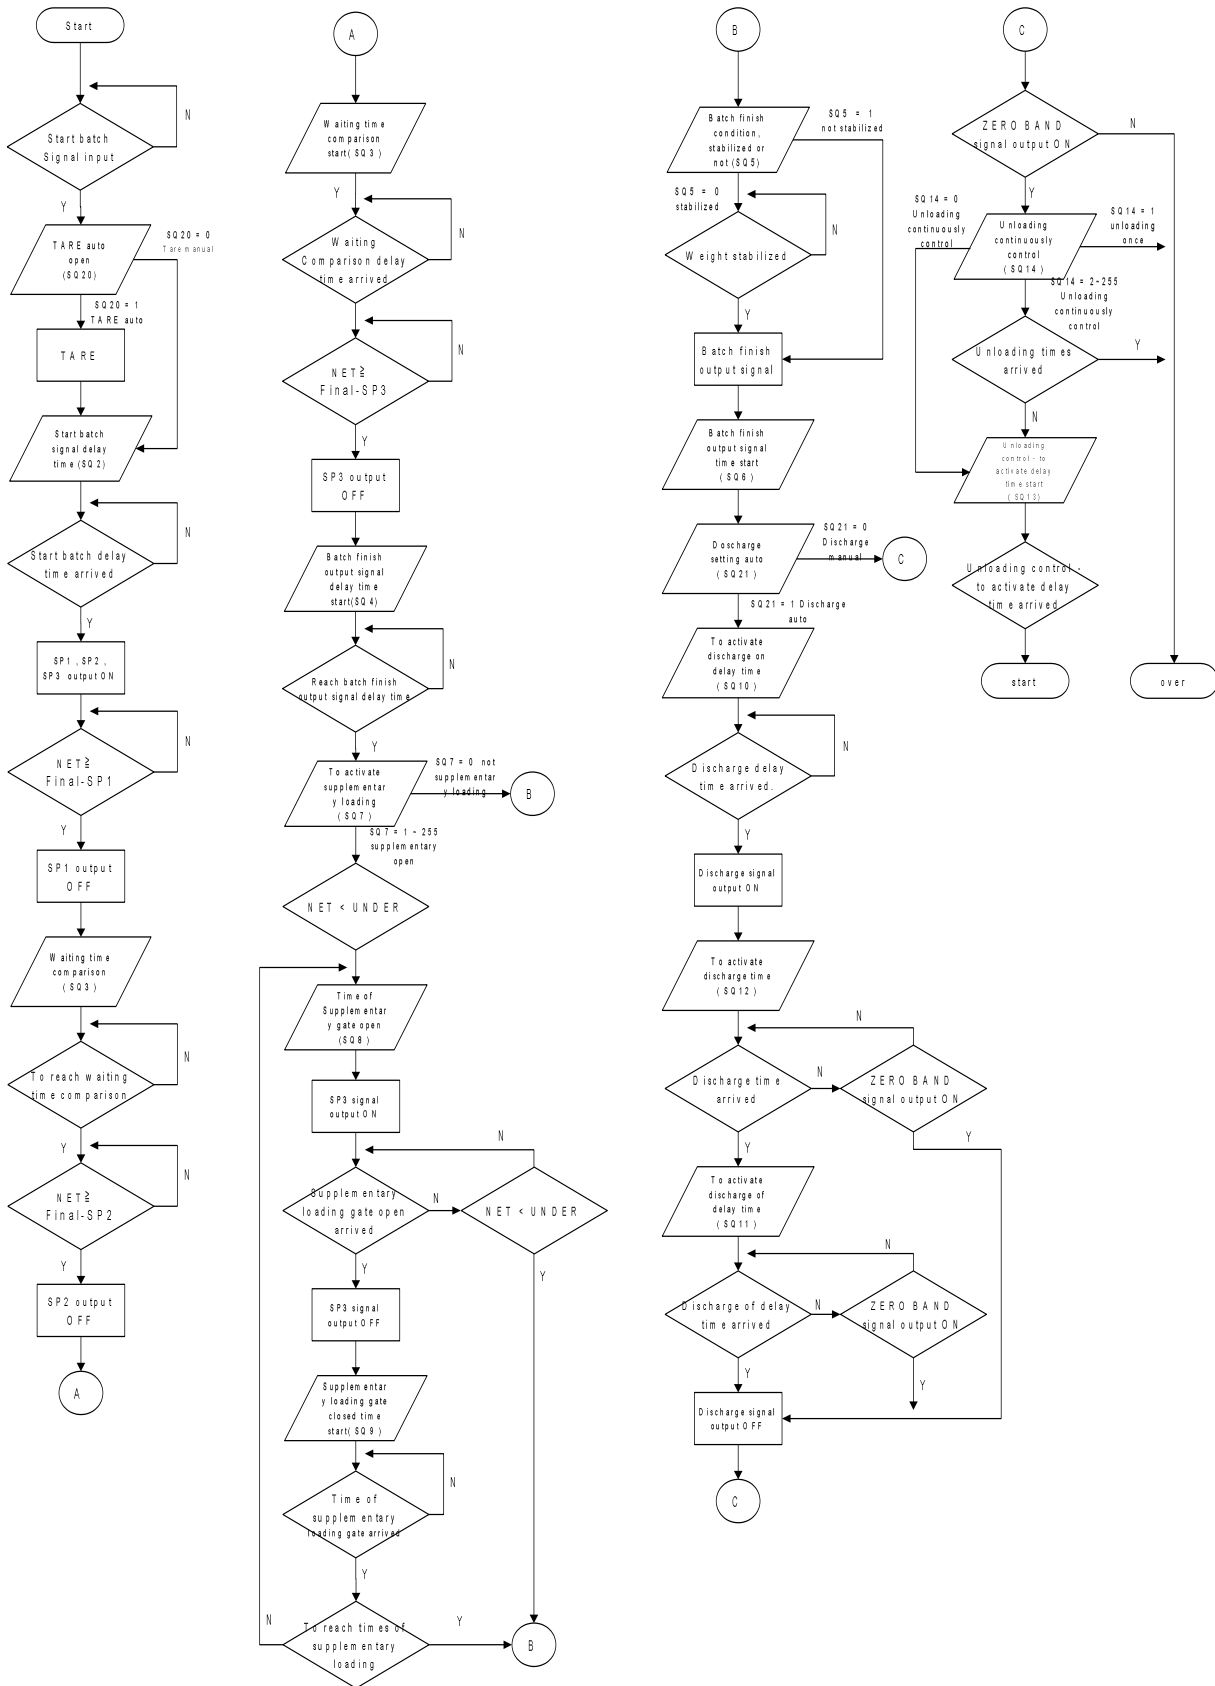 Start
N
Start batch
Signal input
Y
SQ20 = 0
Tare manual
TARE auto
open
(SQ20)
SQ20 = 1
TARE auto
TARE
Start batch
signal delay
time (SQ2)
N
Start batch delay
time arrived
Y
SP1 , SP2 ,
SP3 output ON
N
NET≧
Final-SP1
Y
SP1 output
OFF
Waiting time
comparison
(SQ3)
N
To reach waiting
time comparison
Y
N
NET≧
Final-SP2
Y
SP2 output
OFF
A
A
Waiting time
comparison
start( SQ3 )
Y
N
Waiting
Comparison delay
time arrived
N
NET≧
Final-SP3
Y
SP3 output
OFF
Batch finish
output signal
delay time
start(SQ4)
N
Reach batch finish
output signal delay time
Y
SQ7 = 0 not
supplementar
y loading
To activate
supplementar
y loading
(SQ7)
B
SQ7 = 1 ~ 255
supplementary
open
NET < UNDER
Time of
Supplementar
y gate open
(SQ8)
SP3 signal
output ON
N
Supplementary
loading gate open
arrived
N
NET < UNDER
Y
Y
SP3 signal
output OFF
Supplementar
y loading gate
closed time
start( SQ9 )
N
Time of
supplementary
loading gate arrived
Y
N
To reach times of
supplementary
loading
Y
B
B
Batch finish
condition,
stabilized or
not (SQ5)
SQ5 = 1
not stabilized
SQ5 = 0
stabilized
N
Weight stabilized
Y
Batch finish
output signal
Batch finish
output signal
time start
( SQ6 )
Doscharge
setting auto
(SQ21)
SQ21 = 0
Discharge
manual
C
SQ21 = 1 Discharge
auto
To activate
discharge on
delay time
(SQ10)
N
Discharge delay
time arrived.
Y
Discharge signal
output ON
To activate
discharge time
( SQ12 )
N
Discharge time
arrived
N
ZERO BAND
signal output ON
Y
Y
To activate
discharge of
delay time
( SQ11 )
N
Discharge of delay
time arrived
N
ZERO BAND
signal output ON
Y
Y
Discharge signal
output OFF
C
C
ZERO BAND
signal output ON
N
Y
SQ14 = 0
Unloading
continuously
control
Unloading
continuously
control
( SQ14 )
SQ14 = 1
unloading
once
SQ14 = 2~255
Unloading
continuously
control
Unloading times
arrived
Y
N
Unloading
control - to
activate delay
time start
( SQ13 )
Unloading control -
to activate delay
time arrived
start
over